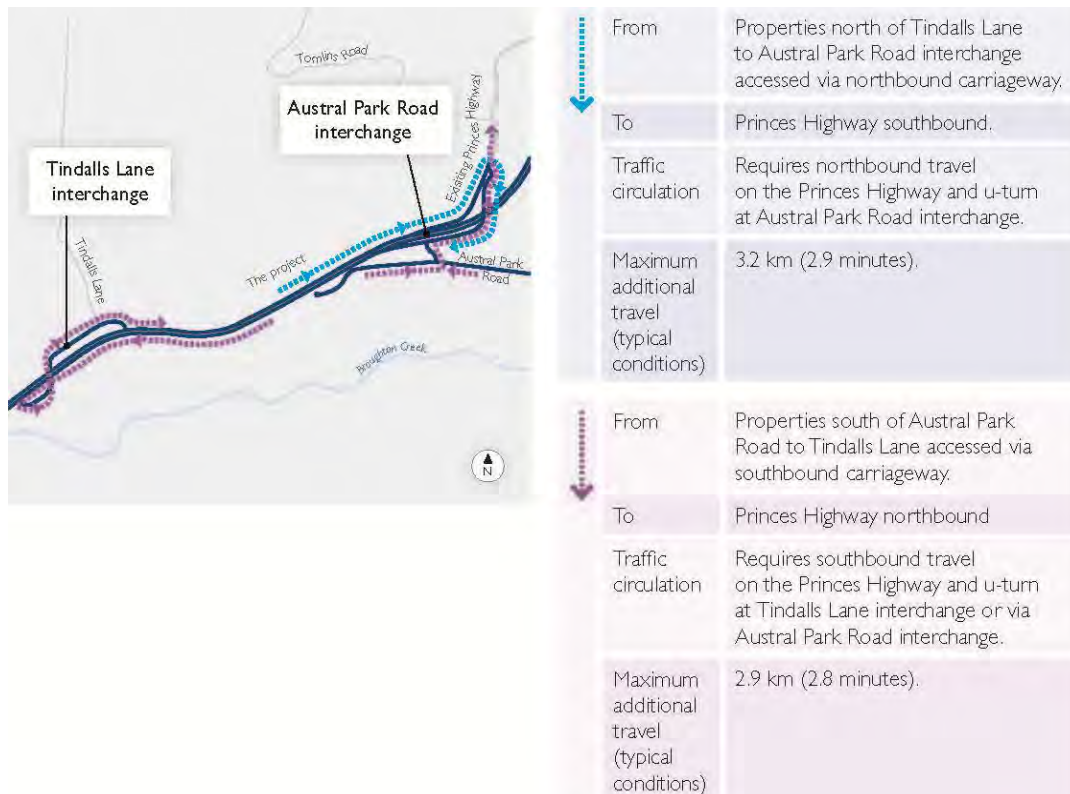 Tomlins Road
Existing Princes Highway
Austral Park Road
interchange
Tindalls Lane
interchange
Tindalls Lane
The project
Austral Park
Road
Broughton Creek
N
From
Properties north of Tindalls Lane
to Austral Park Road interchange
accessed via northbound carriageway.
To
Princes Highway southbound.
Traffic
circulation
Requires northbound travel
on the Princes Highway and u-turn
at Austral Park Road interchange.
Maximum
additional
travel
(typical
conditions)
3.2 km (2.9 minutes).
From
Properties south of Austral Park
Road to Tindalls Lane accessed via
southbound carriageway.
To
Princes Highway northbound
Traffic
circulation
Requires southbound travel
on the Princes Highway and u-turn
at Tindalls Lane interchange or via
Austral Park Road interchange.
Maximum
additional
travel
(typical
conditions)
2.9 km (2.8 minutes).